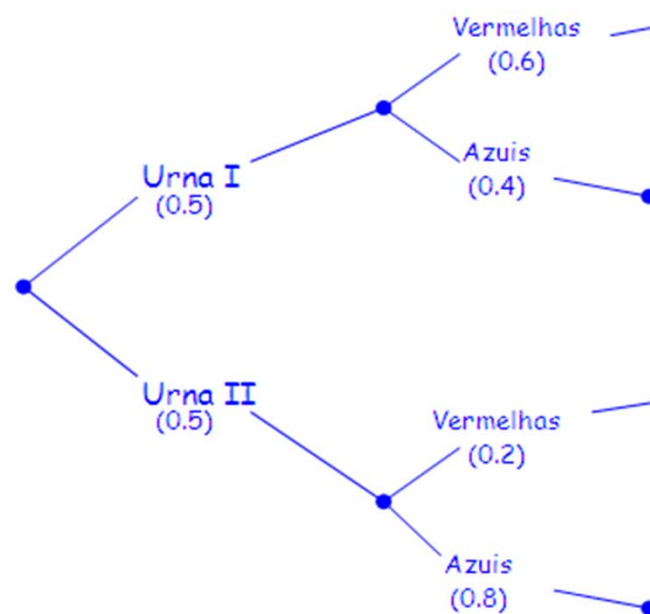 Vermelhas
(0.6)
Urna I
(0.5)
Azuis
(0.4)
Urna II
(0.5)
Vermelhas
(0.2)
Azuis
(0.8)